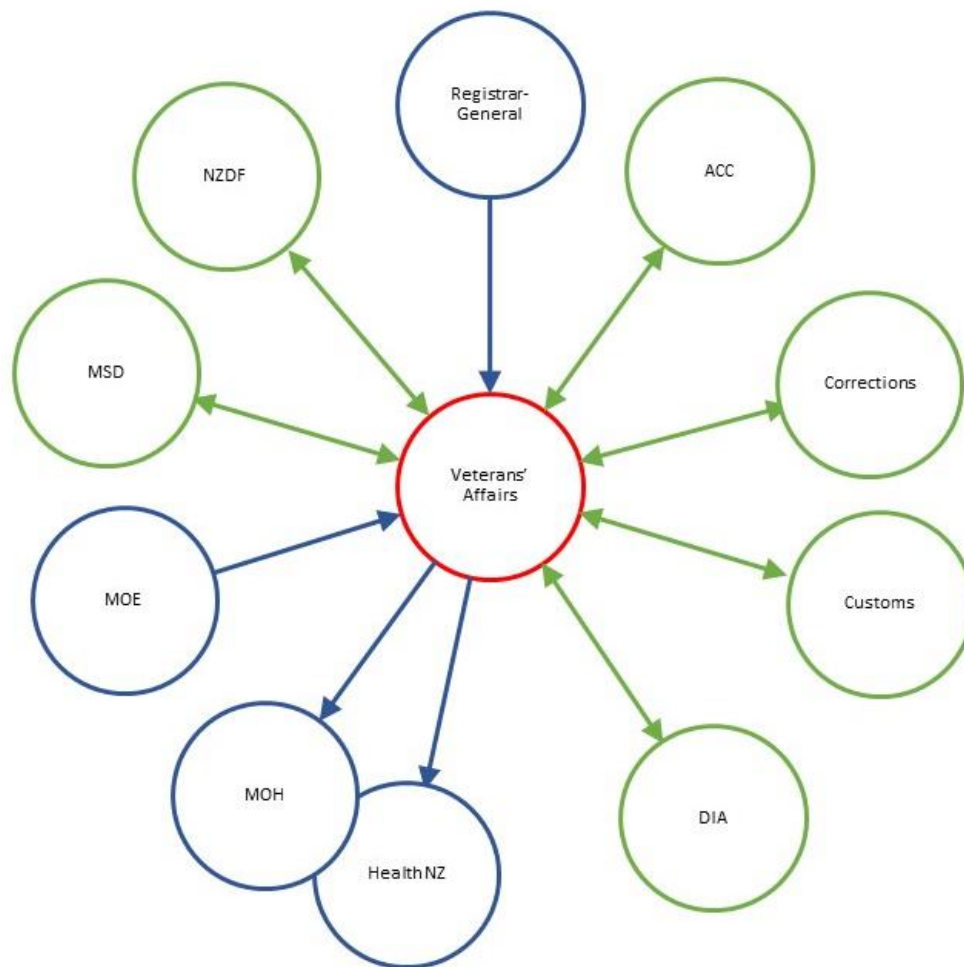 Registrar-
General
NZDF
ACC
MSD
Corrections
Veterans’
Affairs
MOE
Customs
MOH
HealthNZ
DIA